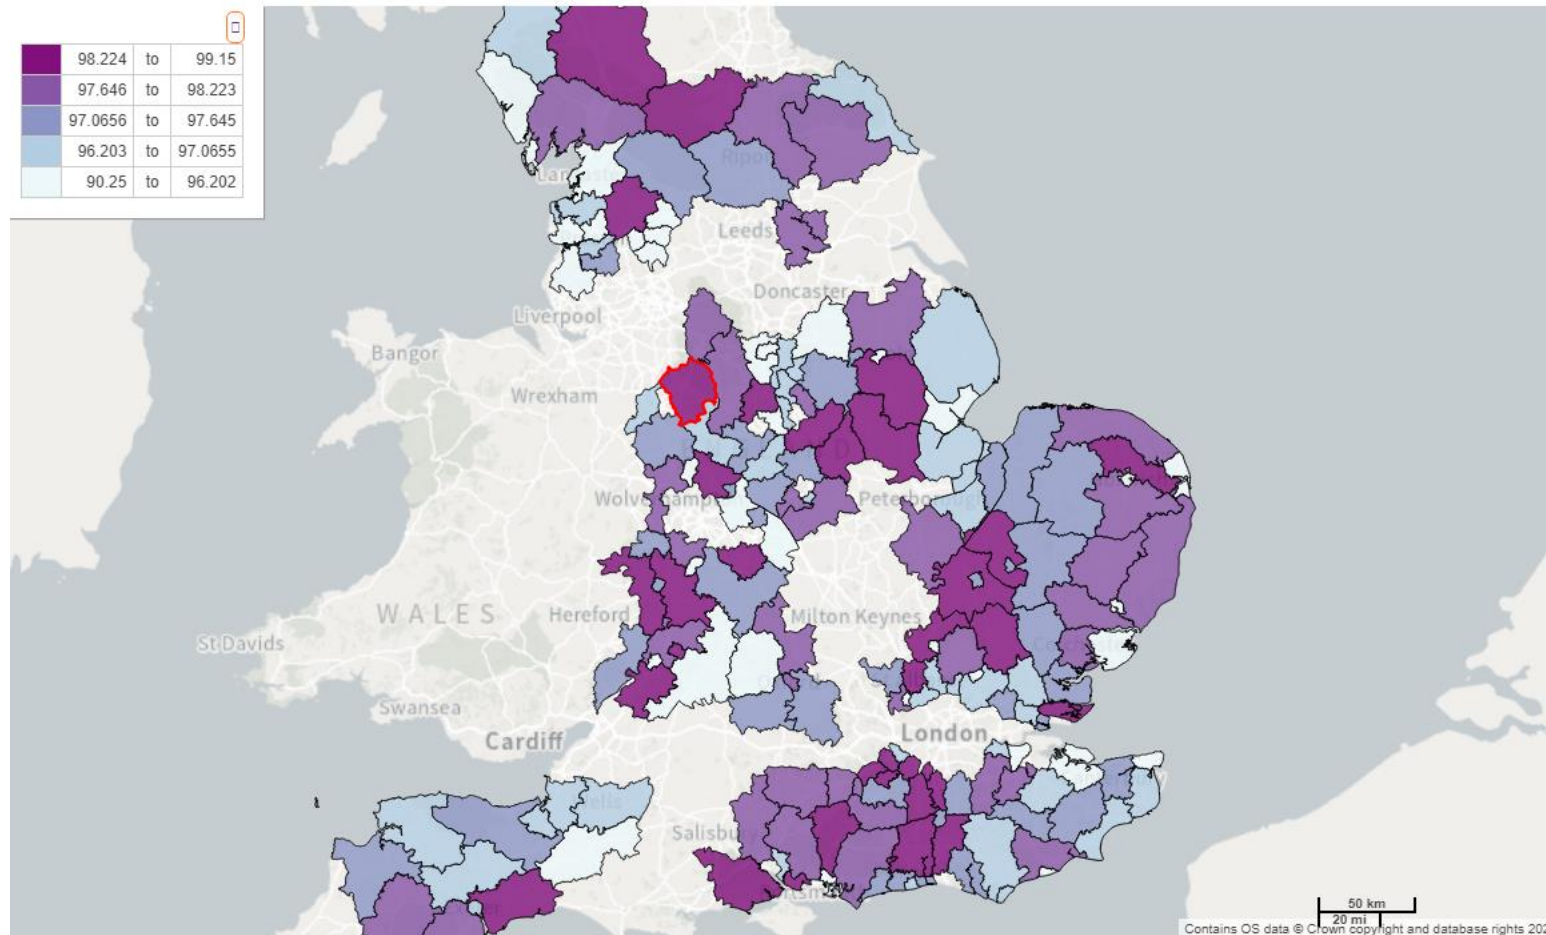 98.224 to 99.15
97.646 to 98.223
97.0656 to 97.645
96.203 to 97.0655
90.25 to 96.202
Ripon
Leeds
Doncaster
Liverpool
Bangor
Wrexham
Peterborough
WALES
Hereford
Milton Keynes
St Davids
Swansea
Cardiff
London
Salisbury
50 km
20 mi
Contains OS data © Crown copyright and database rights 202